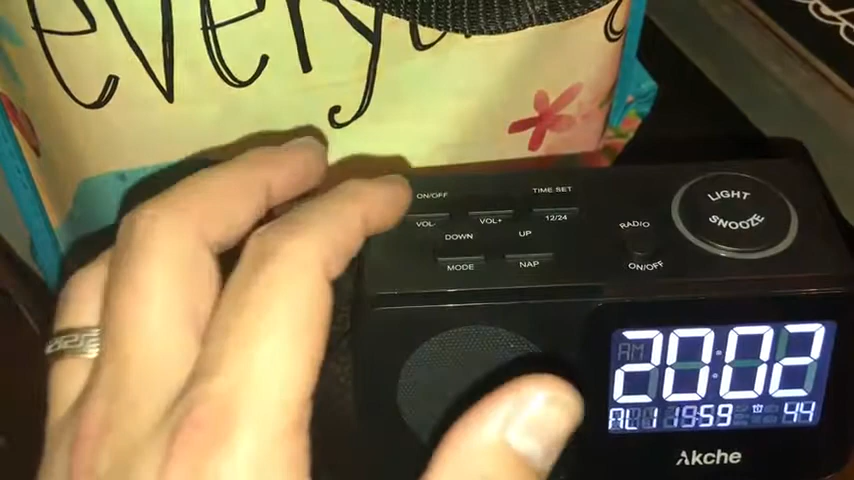 every
ON/OFF
TIME SET
VOL- VOL+ 12/24
DOWN UP
MODE NAP
RADIO
ON/OFF
LIGHT
SNOOZE
20:02
AL1 19:59 44
Akche